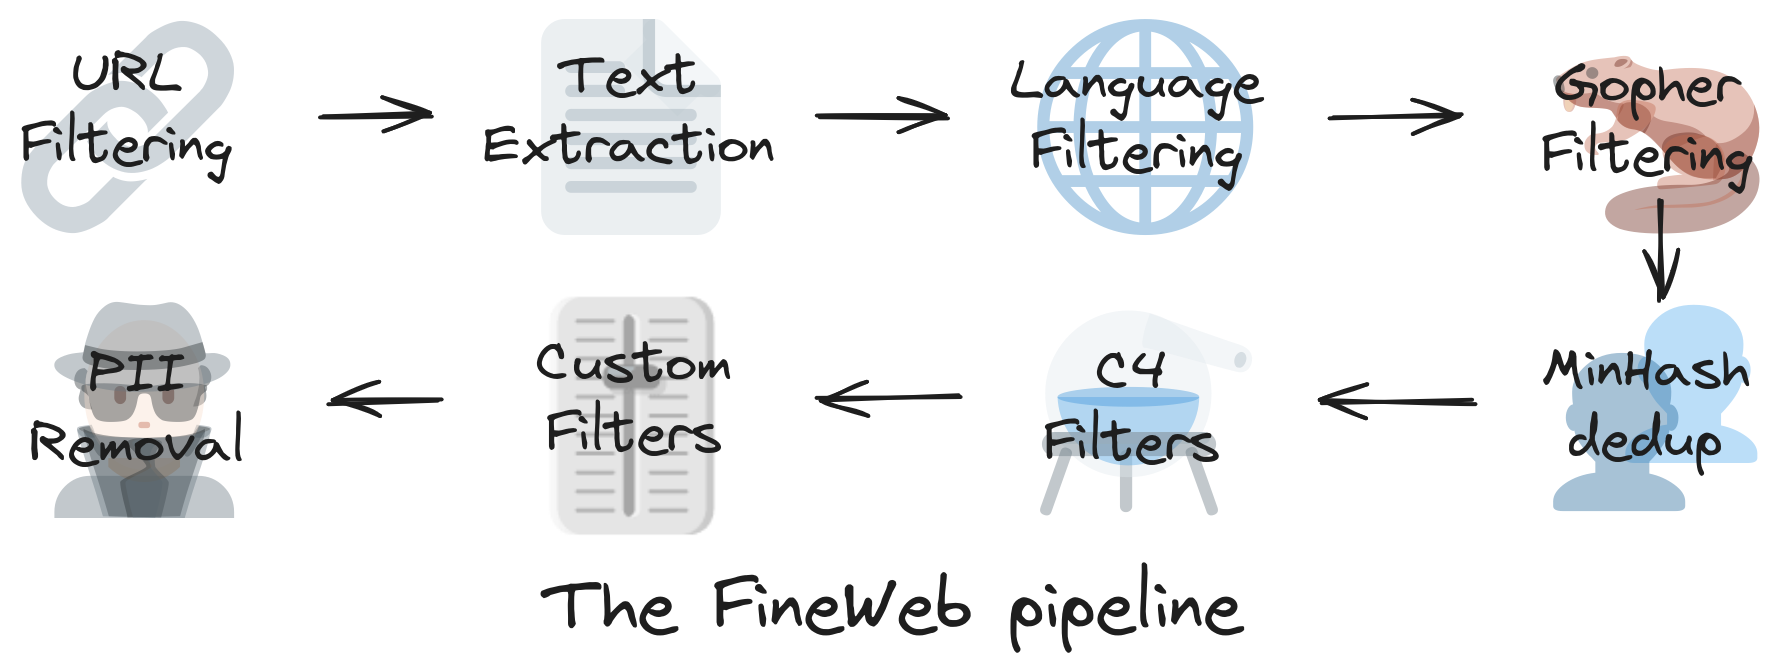 URL
Filtering
Text
Extraction
Language
Filtering
Gopher
Filtering
MinHash
dedup
C4
Filters
Custom
Filters
PII
Removal
The FineWeb pipeline